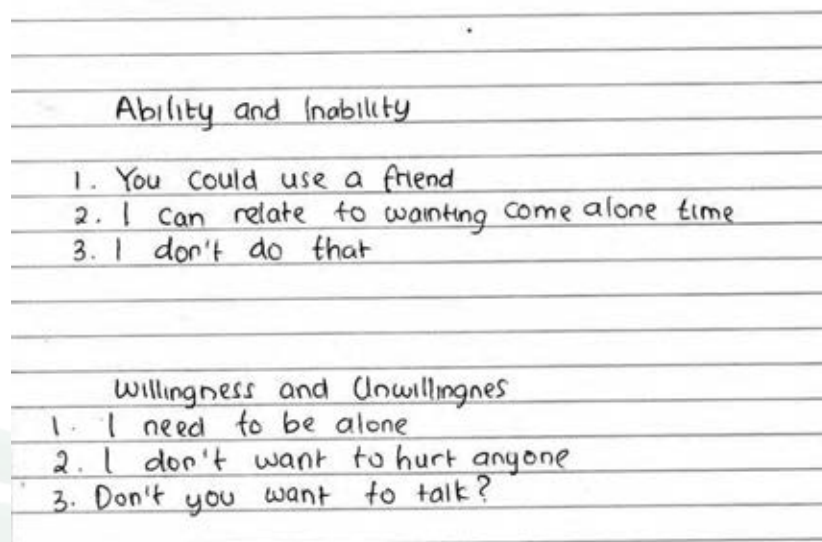 Ability and Inability
1. You could use a friend
2. I can relate to wainting come alone time
3. I don't do that
Willingness and Unwillingnes
1. I need to be alone
2. I don't want to hurt anyone
3. Don't you want to talk?